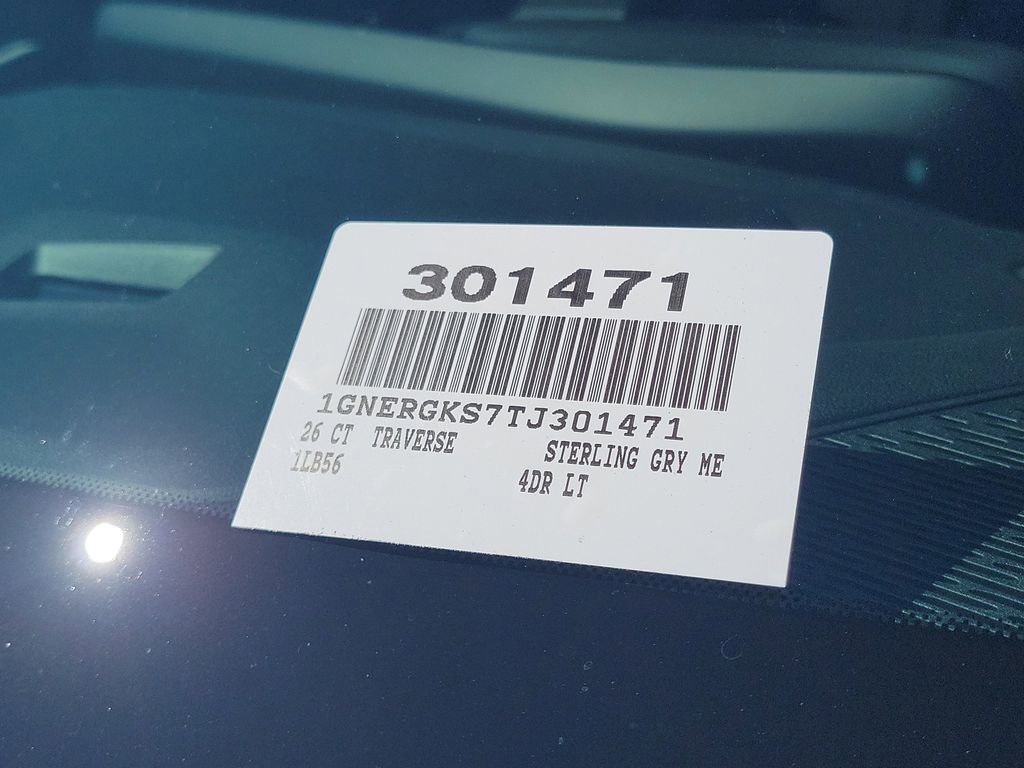 301471
1GNERGKS7TJ301471
26 CT TRAVERSE STERLING GRY ME
1LB56 4DR LT